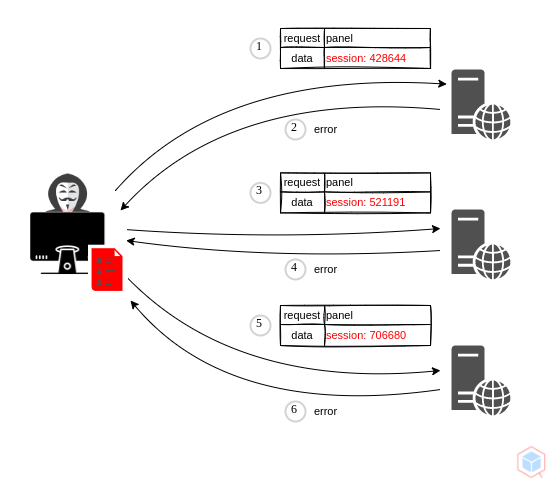 1
request panel
data session: 428644
2
error
3
request panel
data session: 521191
4
error
5
request panel
data session: 706680
6
error